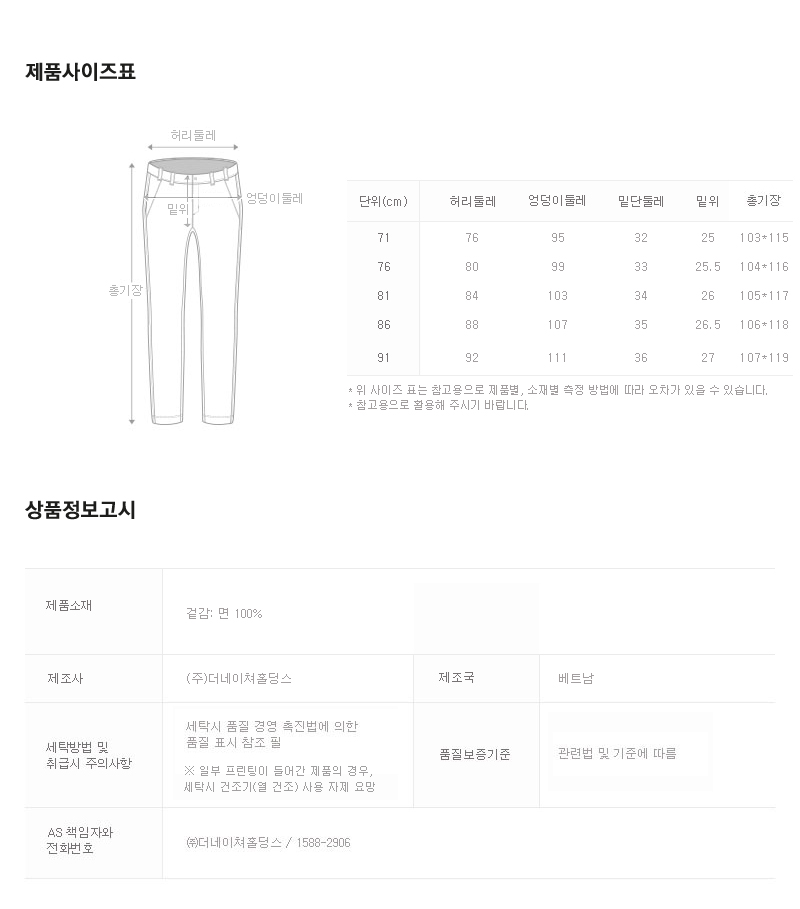 제품사이즈표
허리둘레
엉덩이둘레
밑위
총기장
단위(cm) 허리둘레 엉덩이둘레 밑단둘레 밑위 총기장
71 76 95 32 25 103*115
76 80 99 33 25.5 104*116
81 84 103 34 26 105*117
86 88 107 35 26.5 106*118
91 92 111 36 27 107*119
* 위 사이즈 표는 참고용으로 제품별, 소재별 측정 방법에 따라 오차가 있을 수 있습니다.
* 참고용으로 활용해 주시기 바랍니다.
상품정보고시
제품소재
겉감: 면 100%
제조사
(주)더네이쳐홀딩스
제조국
베트남
세탁방법 및
취급시 주의사항
세탁시 품질 경영 촉진법에 의한
품질 표시 참조 필
※ 일부 프린팅이 들어간 제품의 경우,
세탁시 건조기(열 건조) 사용 자제 요망
품질보증기준
관련법 및 기준에 따름
AS 책임자와
전화번호
㈜더네이쳐홀딩스 / 1588-2906